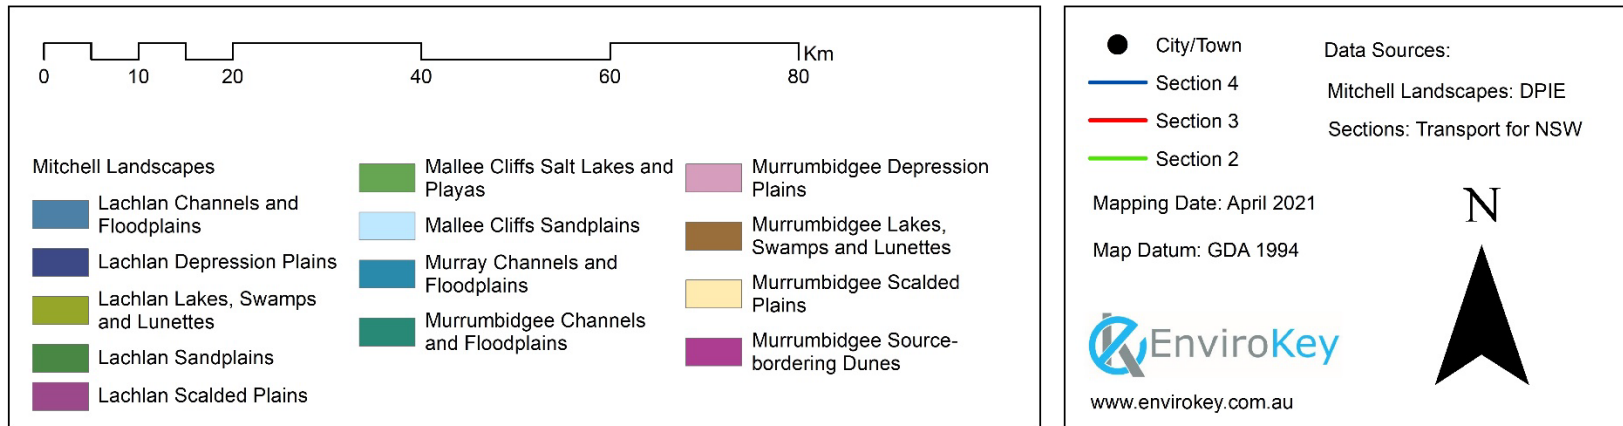 Km
0 10 20 40 60 80
Mitchell Landscapes
Lachlan Channels and
Floodplains
Lachlan Depression Plains
Lachlan Lakes, Swamps
and Lunettes
Lachlan Sandplains
Lachlan Scalded Plains
Mallee Cliffs Salt Lakes and
Playas
Mallee Cliffs Sandplains
Murray Channels and
Floodplains
Murrumbidgee Channels
and Floodplains
Murrumbidgee Depression
Plains
Murrumbidgee Lakes,
Swamps and Lunettes
Murrumbidgee Scalded
Plains
Murrumbidgee Source-
bordering Dunes
City/Town
Section 4
Section 3
Section 2
Mapping Date: April 2021
Map Datum: GDA 1994
Data Sources:
Mitchell Landscapes: DPIE
Sections: Transport for NSW
N
EnviroKey
www.envirokey.com.au